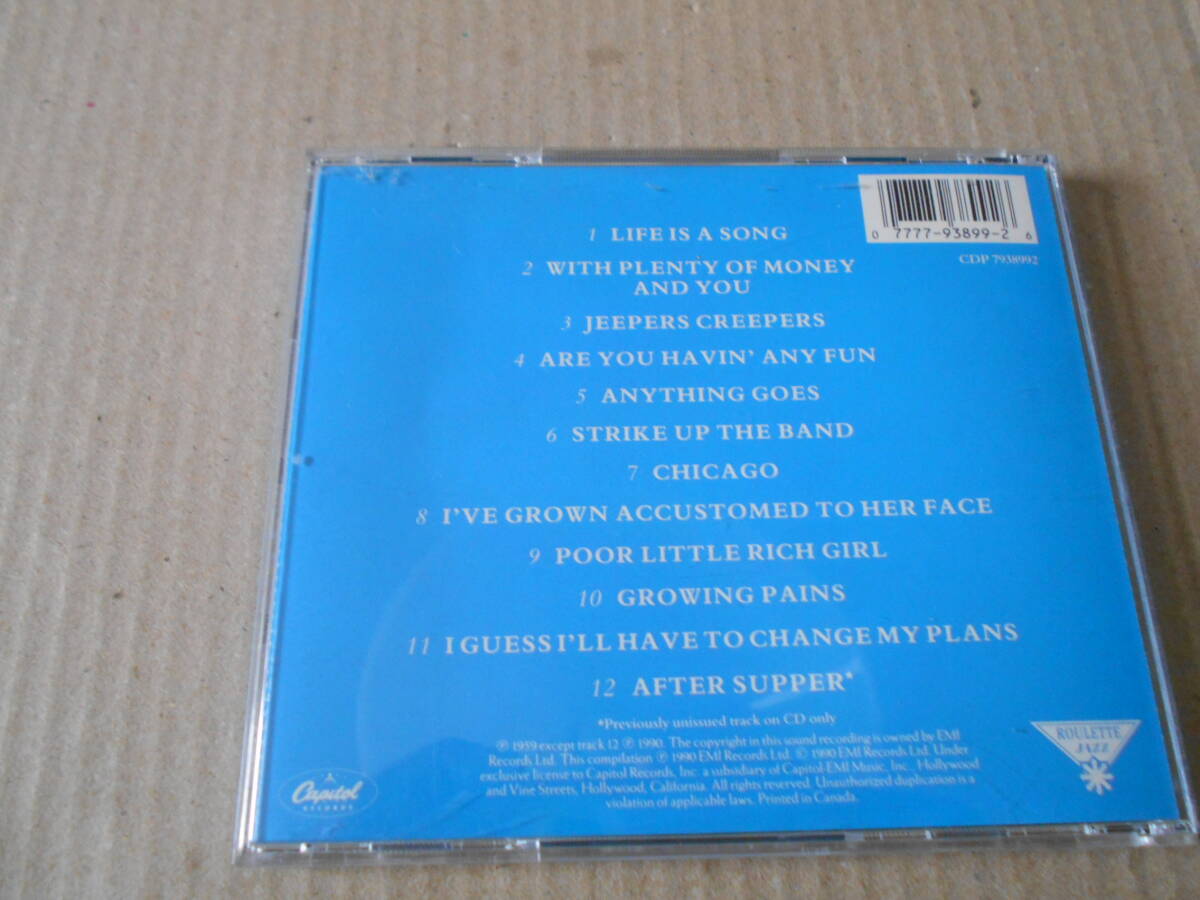 0 7777-93899-2 6
CDP 7938992
1 LIFE IS A SONG
2 WITH PLENTY OF MONEY
AND YOU
3 JEEPERS CREEPERS
4 ARE YOU HAVIN' ANY FUN
5 ANYTHING GOES
6 STRIKE UP THE BAND
7 CHICAGO
8 I'VE GROWN ACCUSTOMED TO HER FACE
9 POOR LITTLE RICH GIRL
10 GROWING PAINS
11 I GUESS I'LL HAVE TO CHANGE MY PLANS
12 AFTER SUPPER*
*Previously unissued track on CD only
℗ 1959 except track 12 ℗ 1990. The copyright in this sound recording is owned by EMI
Records Ltd. This compilation ℗ 1990 EMI Records Ltd. © 1990 EMI Records Ltd. Under
exclusive license to Capitol Records, Inc. a subsidiary of Capitol-EMI Music, Inc., Hollywood
and Vine Streets, Hollywood, California. All rights reserved. Unauthorized duplication is a
violation of applicable laws. Printed in Canada.
Capitol
RECORDS
ROULETTE
JAZZ